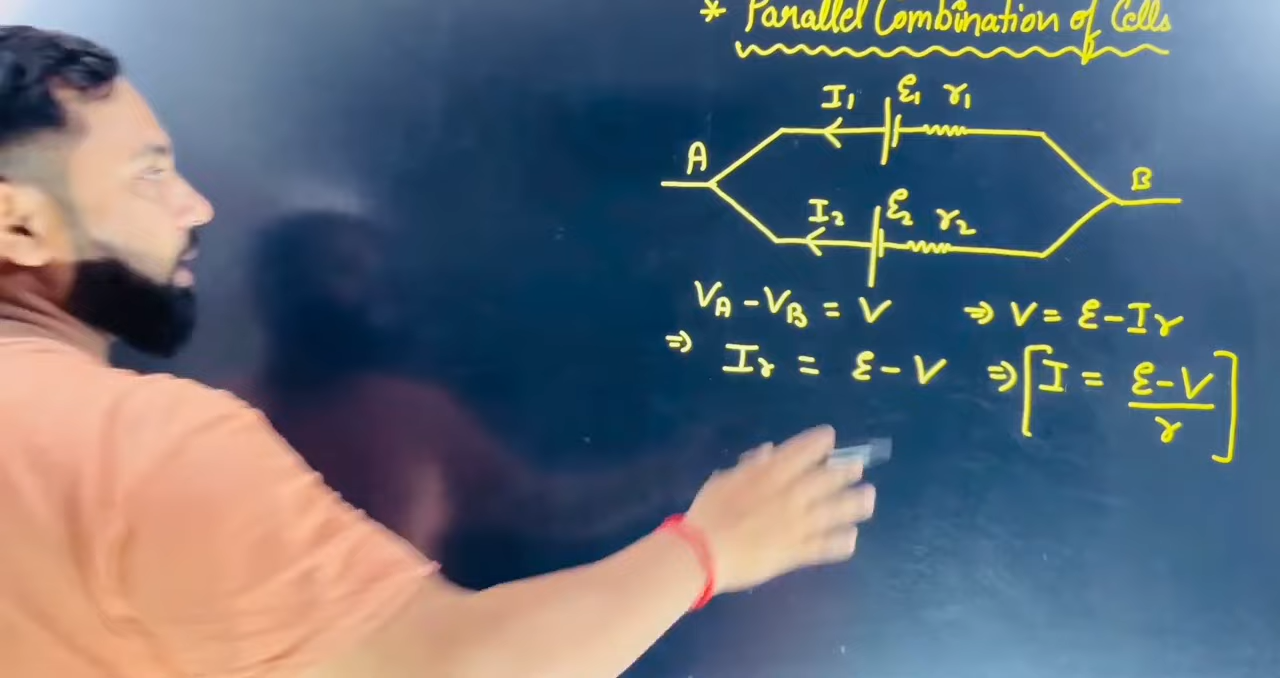 * Parallel Combination of Cells
I₁ ε₁ r₁
A B
I₂ ε₂ r₂
V_A - V_B = V ⇒ V = ε - Ir
⇒ Ir = ε - V ⇒ [I = (ε - V)/r]